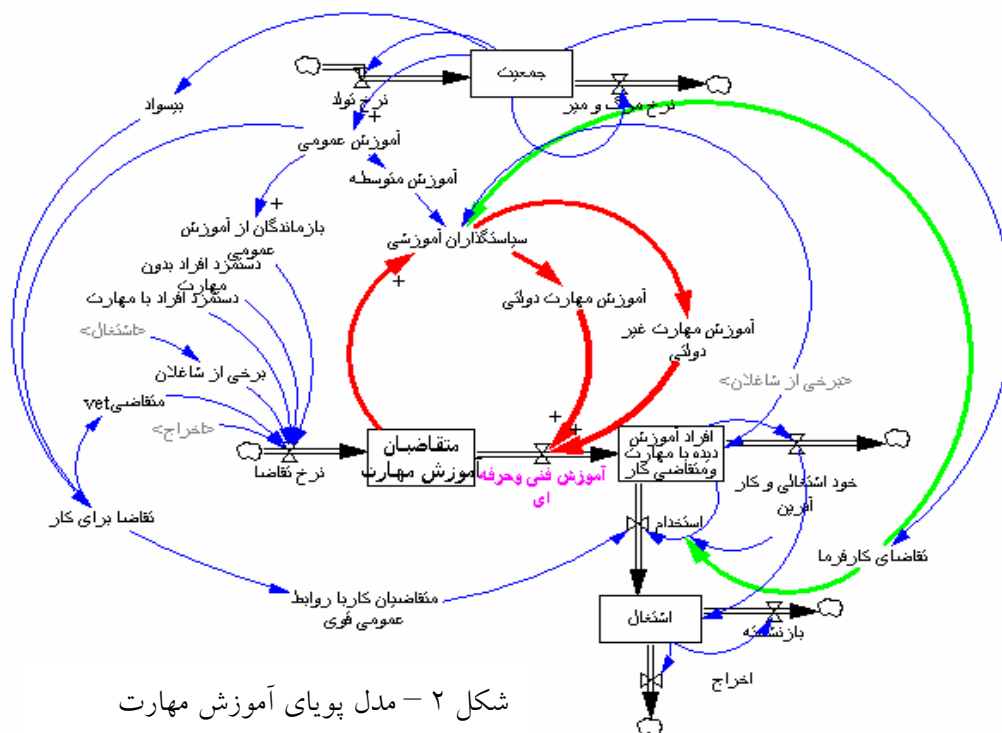 جمعیت
نرخ تولد
نرخ مرگ و میر
بیسواد
آموزش عمومی
آموزش متوسطه
بازماندگان از آموزش
عمومی
سیاستگذاران آموزشی
دستمزد افراد بدون
مهارت
دستمزد افراد با مهارت
آموزش مهارت دولتی
آموزش مهارت غیر
دولتی
<اشتغال>
برخی از شاغلان
<برخی از شاغلان>
متقاضیvet
<اخراج>
نرخ تقاضا
متقاضیان
آموزش مهارت
آموزش فنی وحرفه
ای
افراد آموزش
دیده با مهارت
ومتقاضی کار
خود اشتغالی و کار
آفرین
تقاضا برای کار
استخدام
تقاضای کارفرما
متقاضیان کاربا روابط
عمومی قوی
اشتغال
بازنشسته
اخراج
شکل ۲ – مدل پویای آموزش مهارت
+
+
+
+
+